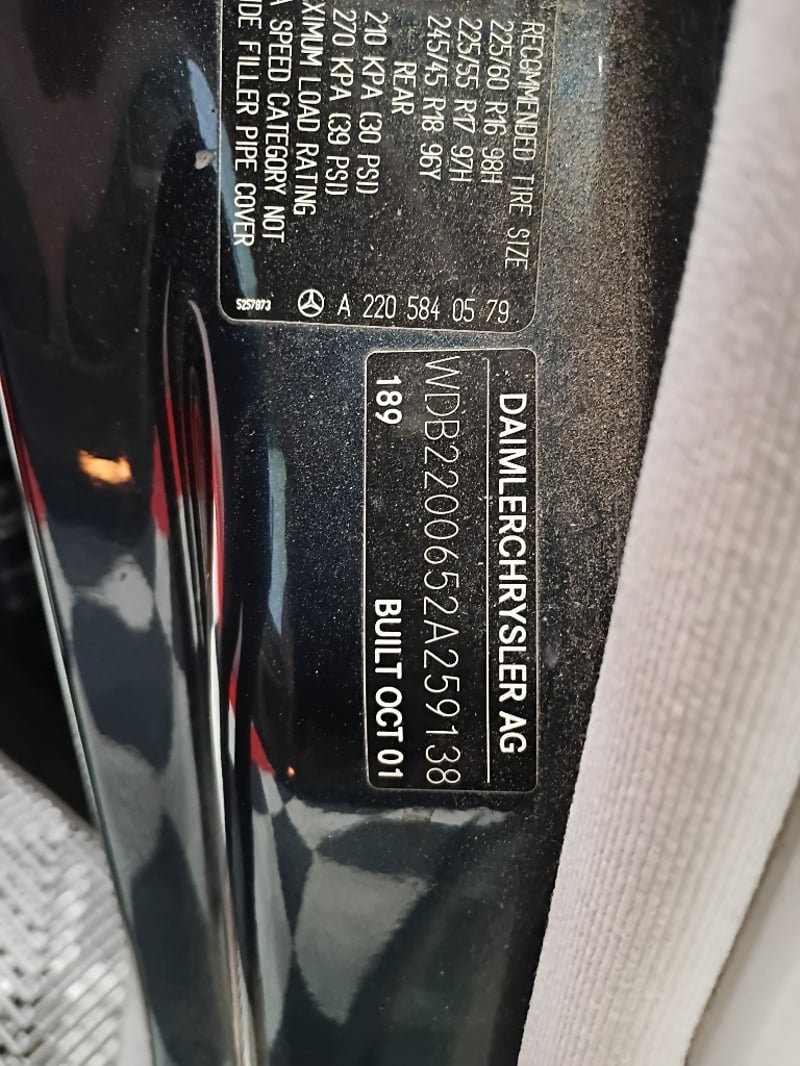 RECOMMENDED TIRE SIZE
225/60 R16 98H
225/55 R17 97H
245/45 R18 96Y
REAR
210 KPA (30 PSI)
270 KPA (39 PSI)
MAXIMUM LOAD RATING
SPEED CATEGORY NOT
FILLER PIPE COVER
S257973 A 220 584 05 79
DAIMLERCHRYSLER AG
WDB2200652A259138
189 BUILT OCT 01